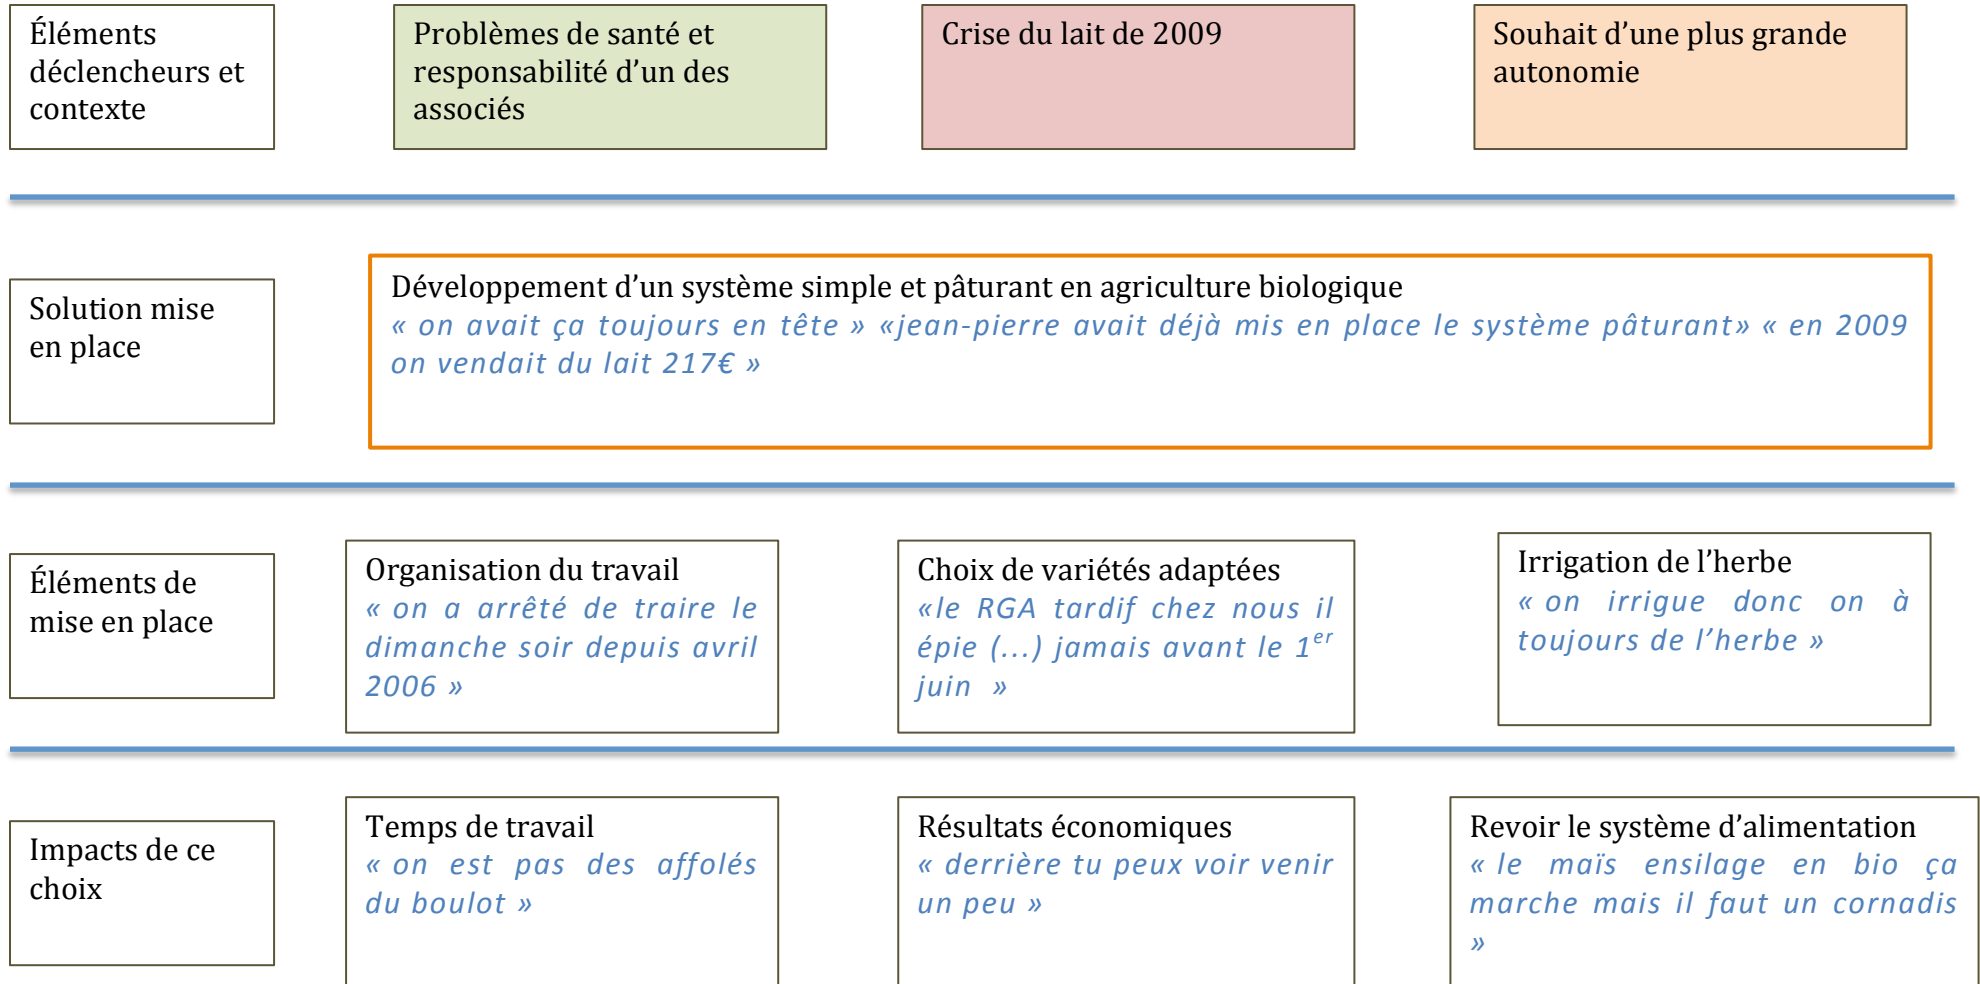 Éléments
déclencheurs et
contexte
Problèmes de santé et
responsabilité d’un des
associés
Crise du lait de 2009
Souhait d’une plus grande
autonomie
Solution mise
en place
Développement d’un système simple et pâturant en agriculture biologique
« on avait ça toujours en tête » «jean-pierre avait déjà mis en place le système pâturant» « en 2009
on vendait du lait 217€ »
Éléments de
mise en place
Organisation du travail
« on a arrêté de traire le
dimanche soir depuis avril
2006 »
Choix de variétés adaptées
«le RGA tardif chez nous il
épie (...) jamais avant le 1er
juin »
Irrigation de l’herbe
« on irrigue donc on à
toujours de l’herbe »
Impacts de ce
choix
Temps de travail
« on est pas des affolés
du boulot »
Résultats économiques
« derrière tu peux voir venir
un peu »
Revoir le système d’alimentation
« le maïs ensilage en bio ça
marche mais il faut un cornadis
»